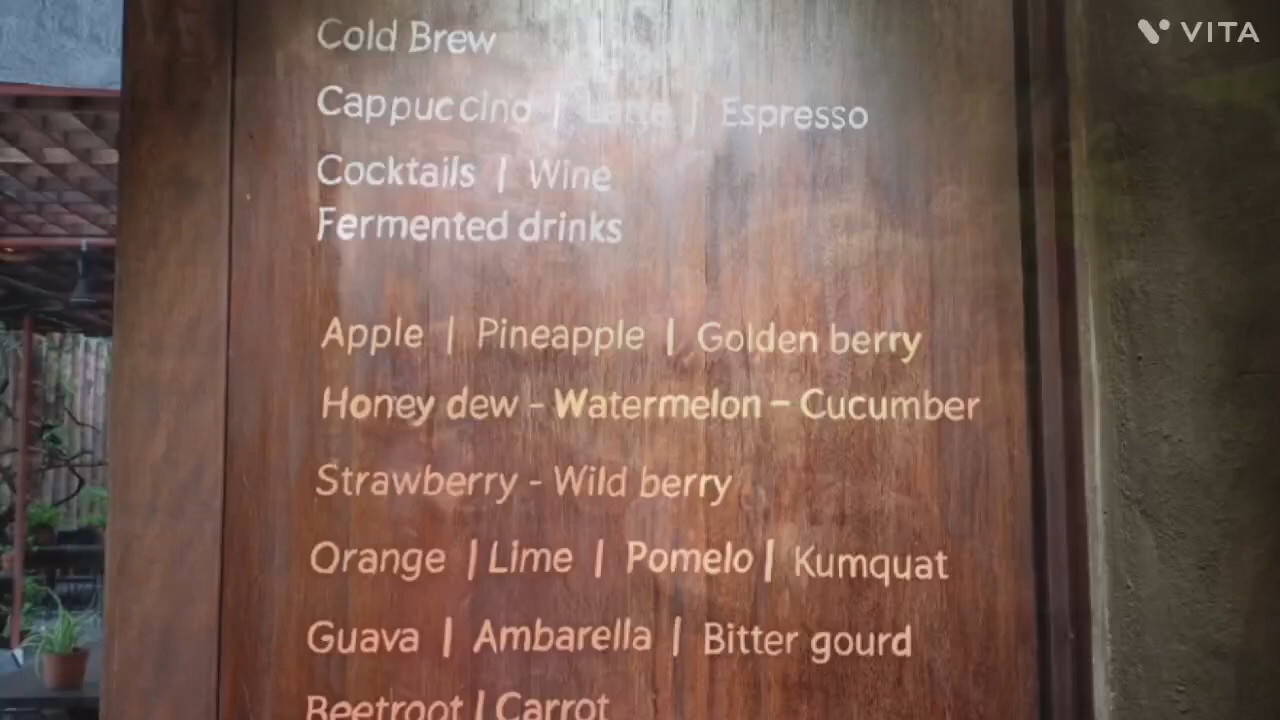 VITA
Cold Brew
Cappuccino | Latte | Espresso
Cocktails | Wine
Fermented drinks
Apple | Pineapple | Golden berry
Honey dew - Watermelon - Cucumber
Strawberry - Wild berry
Orange | Lime | Pomelo | Kumquat
Guava | Ambarella | Bitter gourd
Beetroot | Carrot